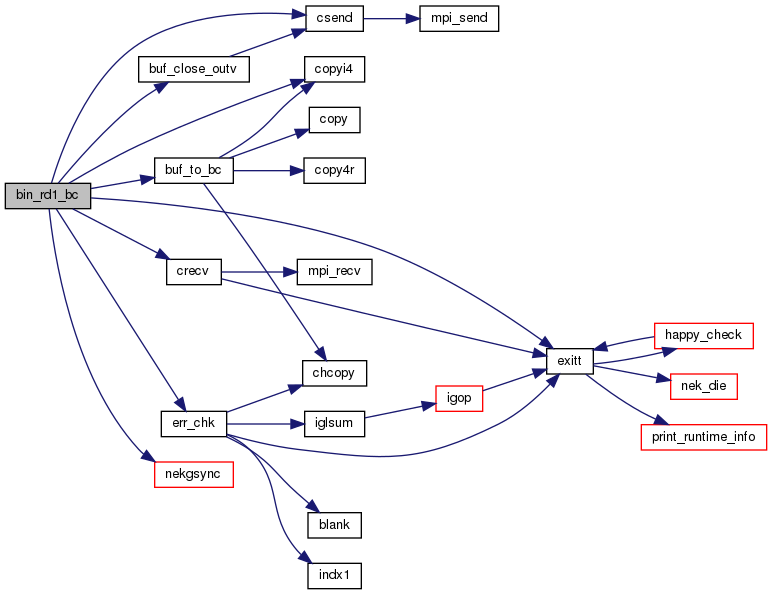 csend
mpi_send
buf_close_outv
copyi4
copy
buf_to_bc
copy4r
bin_rd1_bc
crecv
mpi_recv
happy_check
exitt
chcopy
nek_die
igop
err_chk
iglsum
print_runtime_info
nekgsync
blank
indx1